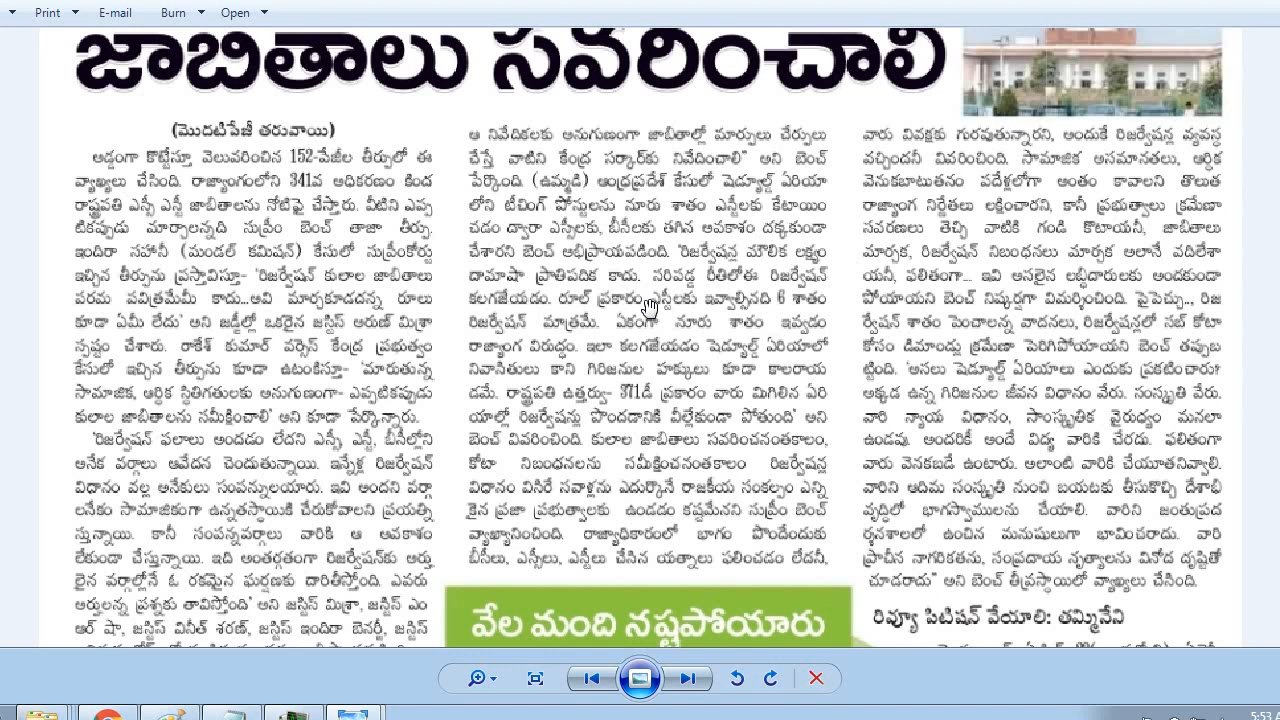 Print
E-mail
Burn
Open
జాబితాలు సవరించాలి
(మొదటిపేజీ తరువాయి)
అడ్డంగా కొట్టేస్తూ వెలువరించిన 152-పేజీల తీర్పులో ఈ
వ్యాఖ్యలు చేసింది. రాజ్యాంగంలోని 341వ అధికరణం కింద
రాష్ట్రపతి ఎస్సీ ఎస్టీ జాబితాలను నోటిఫై చేస్తారు. వీటిని ఎప్ప
టికప్పుడు మార్చాలన్నది సుప్రీం బెంచ్ తాజా తీర్పు.
ఇందిరా సహానీ (మండల్ కమిషన్) కేసులో సుప్రీంకోర్టు
ఇచ్చిన తీర్పును ప్రస్తావిస్తూ- 'రిజర్వేషన్ కులాల జాబితాలు
పరమ పవిత్రమేమీ కాదు...అవి మార్చకూడదన్న రూలు
కూడా ఏమీ లేదు' అని జడ్జీల్లో ఒకరైన జస్టిస్ అరుణ్ మిశ్రా
స్పష్టం చేశారు. రాకేశ్ కుమార్ వర్సెస్ కేంద్ర ప్రభుత్వం
కేసులో ఇచ్చిన తీర్పును కూడా ఉటంకిస్తూ- 'మారుతున్న
సామాజిక, ఆర్థిక స్థితిగతులకు అనుగుణంగా- ఎప్పటికప్పుడు
కులాల జాబితాలను సమీక్షించాలి' అని కూడా పేర్కొన్నారు.
'రిజర్వేషన్ ఫలాలు అందడం లేదని ఎస్సీ, ఎస్టీ, బీసీల్లోని
అనేక వర్గాలు ఆవేదన చెందుతున్నాయి. ఇన్నేళ్ల రిజర్వేషన్
విధానం వల్ల అనేకులు సంపన్నులయారు. ఇవి అందని వర్గా
లనేకం సామాజికంగా ఉన్నతస్థాయికి చేరుకోవాలని ప్రయత్ని
స్తున్నాయి. కానీ సంపన్నవర్గాలు వారికి ఆ అవకాశం
లేకుండా చేస్తున్నాయి. ఇది అంతర్గతంగా రిజర్వేషన్‌కు అర్హు
లైన వర్గాల్లోనే ఓ రకమైన ఘర్షణకు దారితీస్తోంది. ఎవరు
అర్హులన్న ప్రశ్నకు తావిస్తోంది' అని జస్టిస్ మిశ్రా, జస్టిస్ ఎం
ఆర్ షా, జస్టిస్ వినీత్ శరణ్, జస్టిస్ ఇందిరా బెనర్జీ, జస్టిస్
ఆ నివేదికలకు అనుగుణంగా జాబితాల్లో మార్పులు చేర్పులు
చేస్తే వాటిని కేంద్ర సర్కార్‌కు నివేదించాలి'' అని బెంచ్
పేర్కొంది. (ఉమ్మడి) ఆంధ్రప్రదేశ్ కేసులో షెడ్యూల్డ్ ఏరియా
లోని టీచింగ్ పోస్టులను నూరు శాతం ఎస్టీలకు కేటాయిం
చడం ద్వారా ఎస్సీలకు, బీసీలకు తగిన అవకాశం దక్కకుండా
చేశారని బెంచ్ అభిప్రాయపడింది. 'రిజర్వేషన్ల మౌలిక లక్ష్యం
దామాషా ప్రాతిపదిక కాదు. సరిపడ్డ రీతిలోఈ రిజర్వేషన్
కలగజేయడం. రూల్ ప్రకారం ఎస్టీలకు ఇవ్వాల్సినది 6 శాతం
రిజర్వేషన్ మాత్రమే. ఏకంగా నూరు శాతం ఇవ్వడం
రాజ్యాంగ విరుద్ధం. ఇలా కలగజేయడం షెడ్యూల్డ్ ఏరియాలో
నివాసితులు కాని గిరిజనుల హక్కులు కూడా కాలరాయ
డమే. రాష్ట్రపతి ఉత్తర్వు- 371డీ ప్రకారం వారు మిగిలిన ఏరి
యాల్లో రిజర్వేషన్లు పొందడానికి వీల్లేకుండా పోతుంది' అని
బెంచ్ వివరించింది. కులాల జాబితాలు సవరించనంతకాలం,
కోటా నిబంధనలను సమీక్షించనంతకాలం రిజర్వేషన్ల
విధానం విసిరే సవాళ్లను ఎదుర్కొనే రాజకీయ సంకల్పం ఎన్ని
కైన ప్రజా ప్రభుత్వాలకు ఉండడం కష్టమేనని సుప్రీం బెంచ్
వ్యాఖ్యానించింది. రాజ్యాధికారంలో భాగం పొందేందుకు
బీసీలు, ఎస్సీలు, ఎస్టీలు చేసిన యత్నాలు ఫలించడం లేదనీ,
వేల మంది నష్టపోయారు
వారు వివక్షకు గురవుతున్నారని, అందుకే రిజర్వేషన్ల వ్యవస్థ
వచ్చిందనీ వివరించింది. సామాజిక అసమానతలు, ఆర్థిక
వెనుకబాటుతనం పదేళ్లలోగా అంతం కావాలని తొలుత
రాజ్యాంగ నిర్ణేతలు లక్షించారని, కానీ ప్రభుత్వాలు క్రమేణా
సవరణలు తెచ్చి వాటికి గండి కొటాయనీ, జాబితాలు
మార్చక, రిజర్వేషన్ నిబంధనలు మార్చక అలానే వదిలేశా
యనీ, ఫలితంగా... ఇవి అసలైన లబ్ధిదారులకు అందకుండా
పోయాయని బెంచ్ నిష్కర్షగా విమర్శించింది. పైపెచ్చు.., రిజ
ర్వేషన్ శాతం పెంచాలన్న వాదనలు, రిజర్వేషన్లలో సబ్ కోటా
కోసం డిమాండ్లు క్రమేణా పెరిగిపోయాయని బెంచ్ తప్పుబ
ట్టింది. 'అసలు షెడ్యూల్డ్ ఏరియాలు ఎందుకు ప్రకటించారు?
అక్కడ ఉన్న గిరిజనుల జీవన విధానం వేరు. సంస్కృతి వేరు.
వారి న్యాయ విధానం, సాంస్కృతిక వైరుధ్యం మనలా
ఉండవు. అందరికీ అందే విద్య వారికి చేరదు. ఫలితంగా
వారు వెనకబడే ఉంటారు. అలాంటి వారికి చేయూతనివ్వాలి.
వారిని ఆదిమ సంస్కృతి నుంచి బయటకు తీసుకొచ్చి దేశాభి
వృద్ధిలో భాగస్వాములను చేయాలి. వారిని జంతుప్రద
ర్శనశాలలో ఉంచిన మనుషులుగా భావించరాదు. వారి
ప్రాచీన నాగరికతను, సంప్రదాయ నృత్యాలను వినోద దృష్టితో
చూడరాదు'' అని బెంచ్ తీవ్రస్థాయిలో వ్యాఖ్యలు చేసింది.
రివ్యూ పిటిషన్ వేయాలి: తమ్మినేని